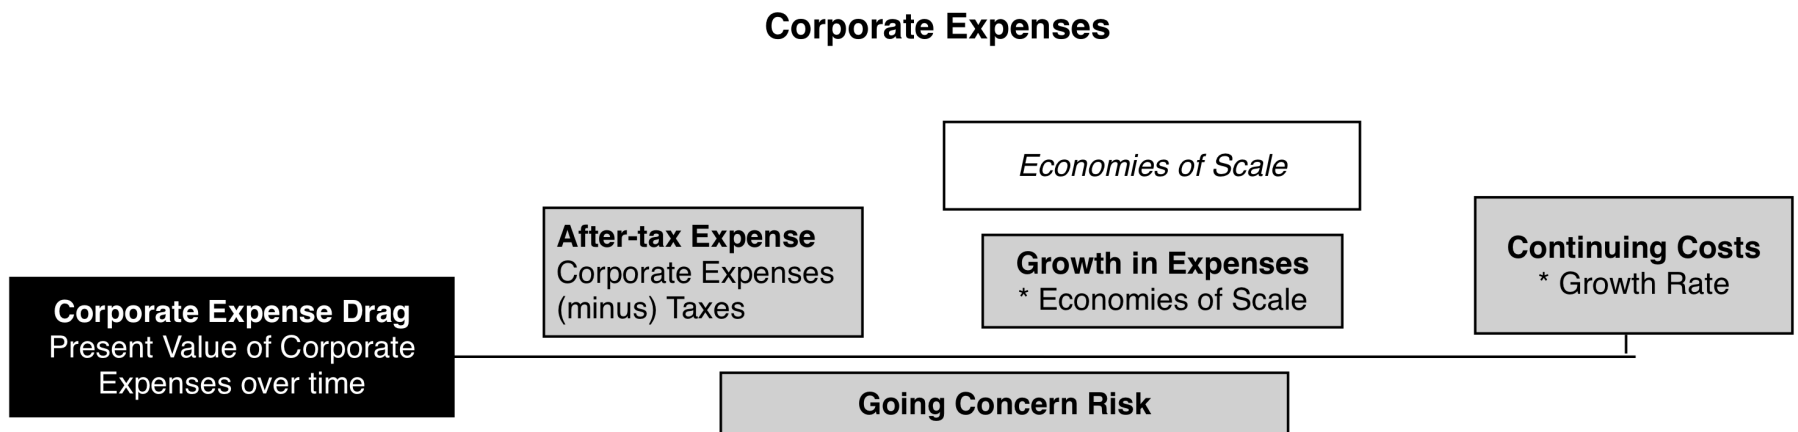 Corporate Expenses
Economies of Scale
After-tax Expense
Corporate Expenses
(minus) Taxes
Growth in Expenses
* Economies of Scale
Continuing Costs
* Growth Rate
Corporate Expense Drag
Present Value of Corporate
Expenses over time
Going Concern Risk